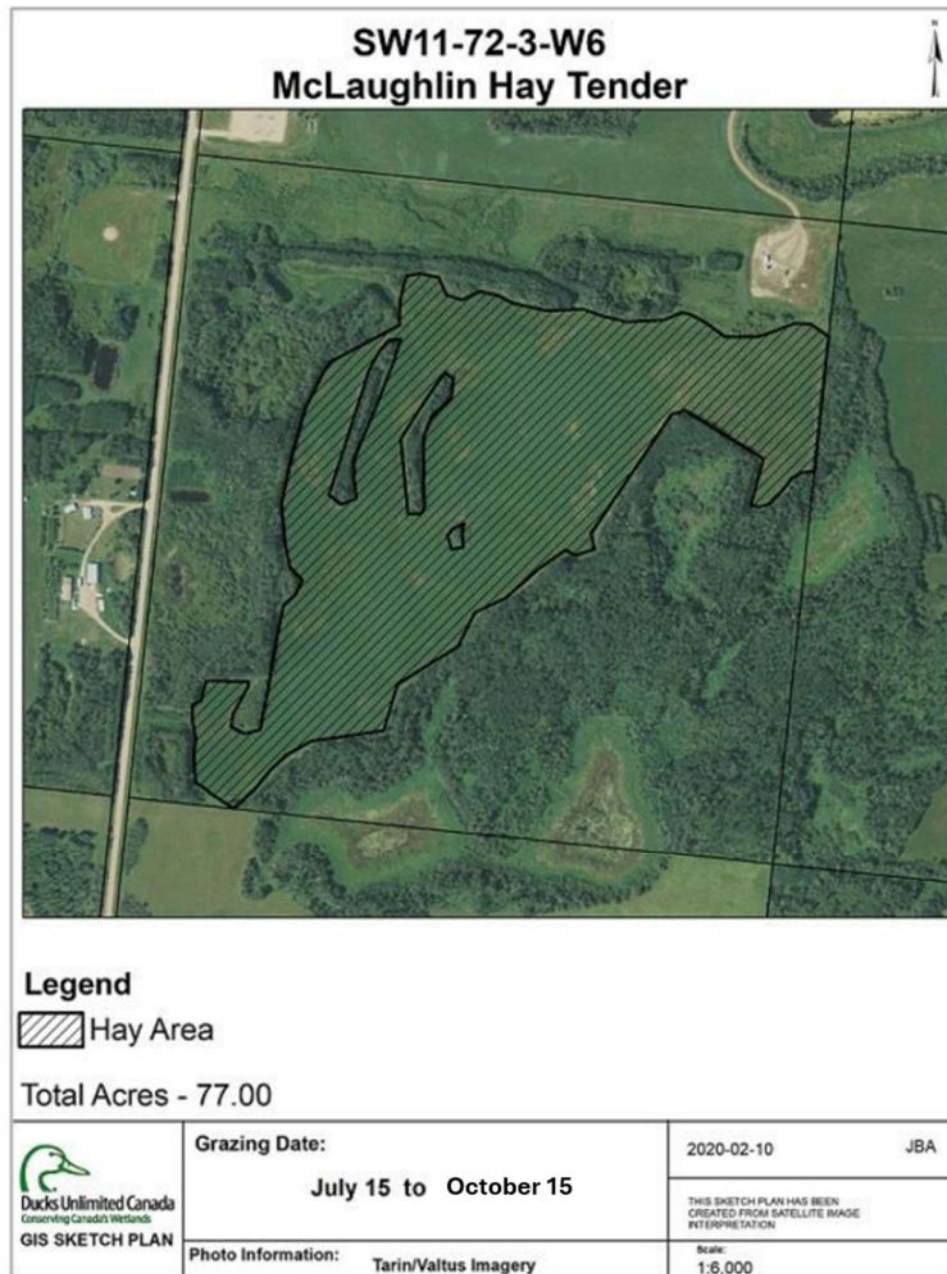 SW11-72-3-W6
McLaughlin Hay Tender
N
Legend
Hay Area
Total Acres - 77.00
Ducks Unlimited Canada
Conserving Canada's Wetlands
GIS SKETCH PLAN
Grazing Date:
July 15 to October 15
Photo Information:
Tarin/Valtus Imagery
2020-02-10 JBA
THIS SKETCH PLAN HAS BEEN
CREATED FROM SATELLITE IMAGE
INTERPRETATION
Scale:
1:6,000